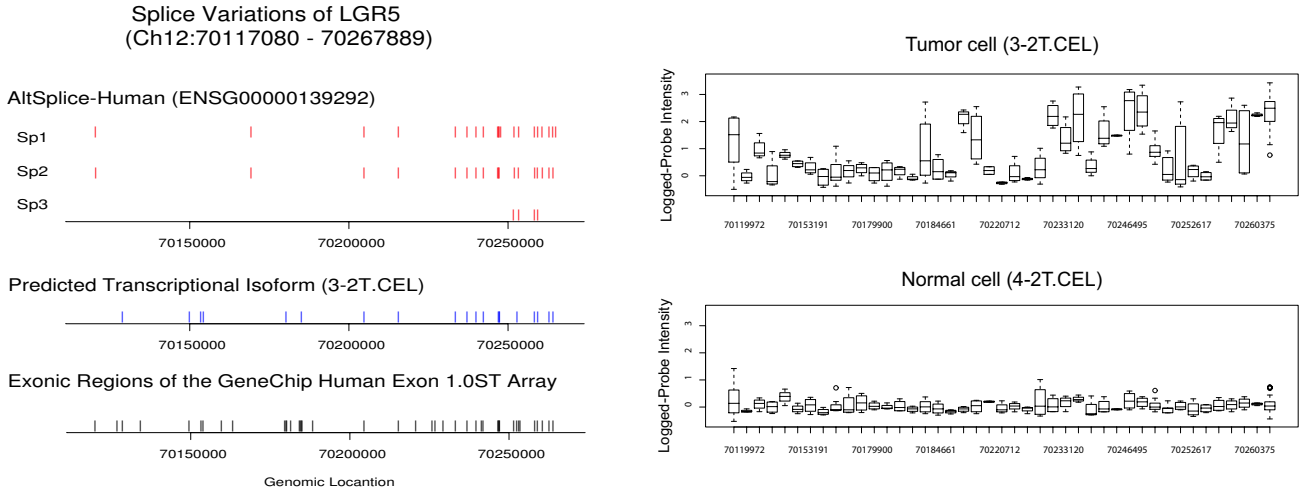 Splice Variations of LGR5
(Ch12:70117080 - 70267889)
AltSplice-Human (ENSG00000139292)
Sp1
Sp2
Sp3
70150000 70200000 70250000
Predicted Transcriptional Isoform (3-2T.CEL)
70150000 70200000 70250000
Exonic Regions of the GeneChip Human Exon 1.0ST Array
70150000 70200000 70250000
Genomic Locantion
Tumor cell (3-2T.CEL)
Logged-Probe Intensity
3
2
1
0
70119972 70153191 70179900 70184661 70220712 70233120 70246495 70252617 70260375
Normal cell (4-2T.CEL)
Logged-Probe Intensity
3
2
1
0
70119972 70153191 70179900 70184661 70220712 70233120 70246495 70252617 70260375